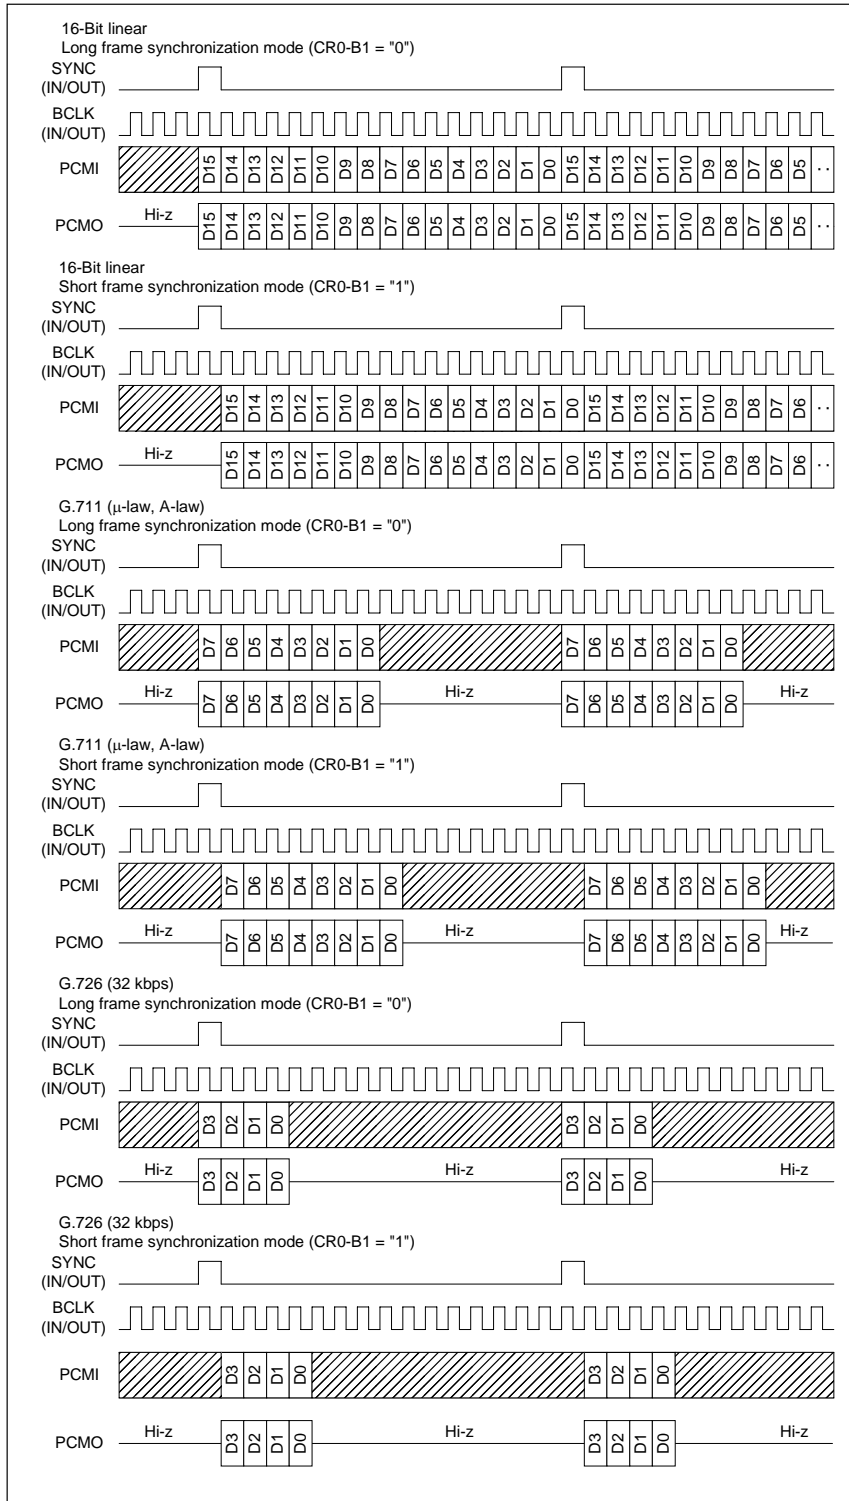 16-Bit linear
Long frame synchronization mode (CR0-B1 = "0")
SYNC
(IN/OUT)
BCLK
(IN/OUT)
PCMI D15 D14 D13 D12 D11 D10 D9 D8 D7 D6 D5 D4 D3 D2 D1 D0 D15 D14 D13 D12 D11 D10 D9 D8 D7 D6 D5 ··
PCMO Hi-z D15 D14 D13 D12 D11 D10 D9 D8 D7 D6 D5 D4 D3 D2 D1 D0 D15 D14 D13 D12 D11 D10 D9 D8 D7 D6 D5 ··
16-Bit linear
Short frame synchronization mode (CR0-B1 = "1")
SYNC
(IN/OUT)
BCLK
(IN/OUT)
PCMI D15 D14 D13 D12 D11 D10 D9 D8 D7 D6 D5 D4 D3 D2 D1 D0 D15 D14 D13 D12 D11 D10 D9 D8 D7 D6 ··
PCMO Hi-z D15 D14 D13 D12 D11 D10 D9 D8 D7 D6 D5 D4 D3 D2 D1 D0 D15 D14 D13 D12 D11 D10 D9 D8 D7 D6 ··
G.711 (μ-law, A-law)
Long frame synchronization mode (CR0-B1 = "0")
SYNC
(IN/OUT)
BCLK
(IN/OUT)
PCMI D7 D6 D5 D4 D3 D2 D1 D0 D7 D6 D5 D4 D3 D2 D1 D0
PCMO Hi-z D7 D6 D5 D4 D3 D2 D1 D0 Hi-z D7 D6 D5 D4 D3 D2 D1 D0 Hi-z
G.711 (μ-law, A-law)
Short frame synchronization mode (CR0-B1 = "1")
SYNC
(IN/OUT)
BCLK
(IN/OUT)
PCMI D7 D6 D5 D4 D3 D2 D1 D0 D7 D6 D5 D4 D3 D2 D1 D0
PCMO Hi-z D7 D6 D5 D4 D3 D2 D1 D0 Hi-z D7 D6 D5 D4 D3 D2 D1 D0 Hi-z
G.726 (32 kbps)
Long frame synchronization mode (CR0-B1 = "0")
SYNC
(IN/OUT)
BCLK
(IN/OUT)
PCMI D3 D2 D1 D0 D3 D2 D1 D0
PCMO Hi-z D3 D2 D1 D0 Hi-z D3 D2 D1 D0 Hi-z
G.726 (32 kbps)
Short frame synchronization mode (CR0-B1 = "1")
SYNC
(IN/OUT)
BCLK
(IN/OUT)
PCMI D3 D2 D1 D0 D3 D2 D1 D0
PCMO Hi-z D3 D2 D1 D0 Hi-z D3 D2 D1 D0 Hi-z